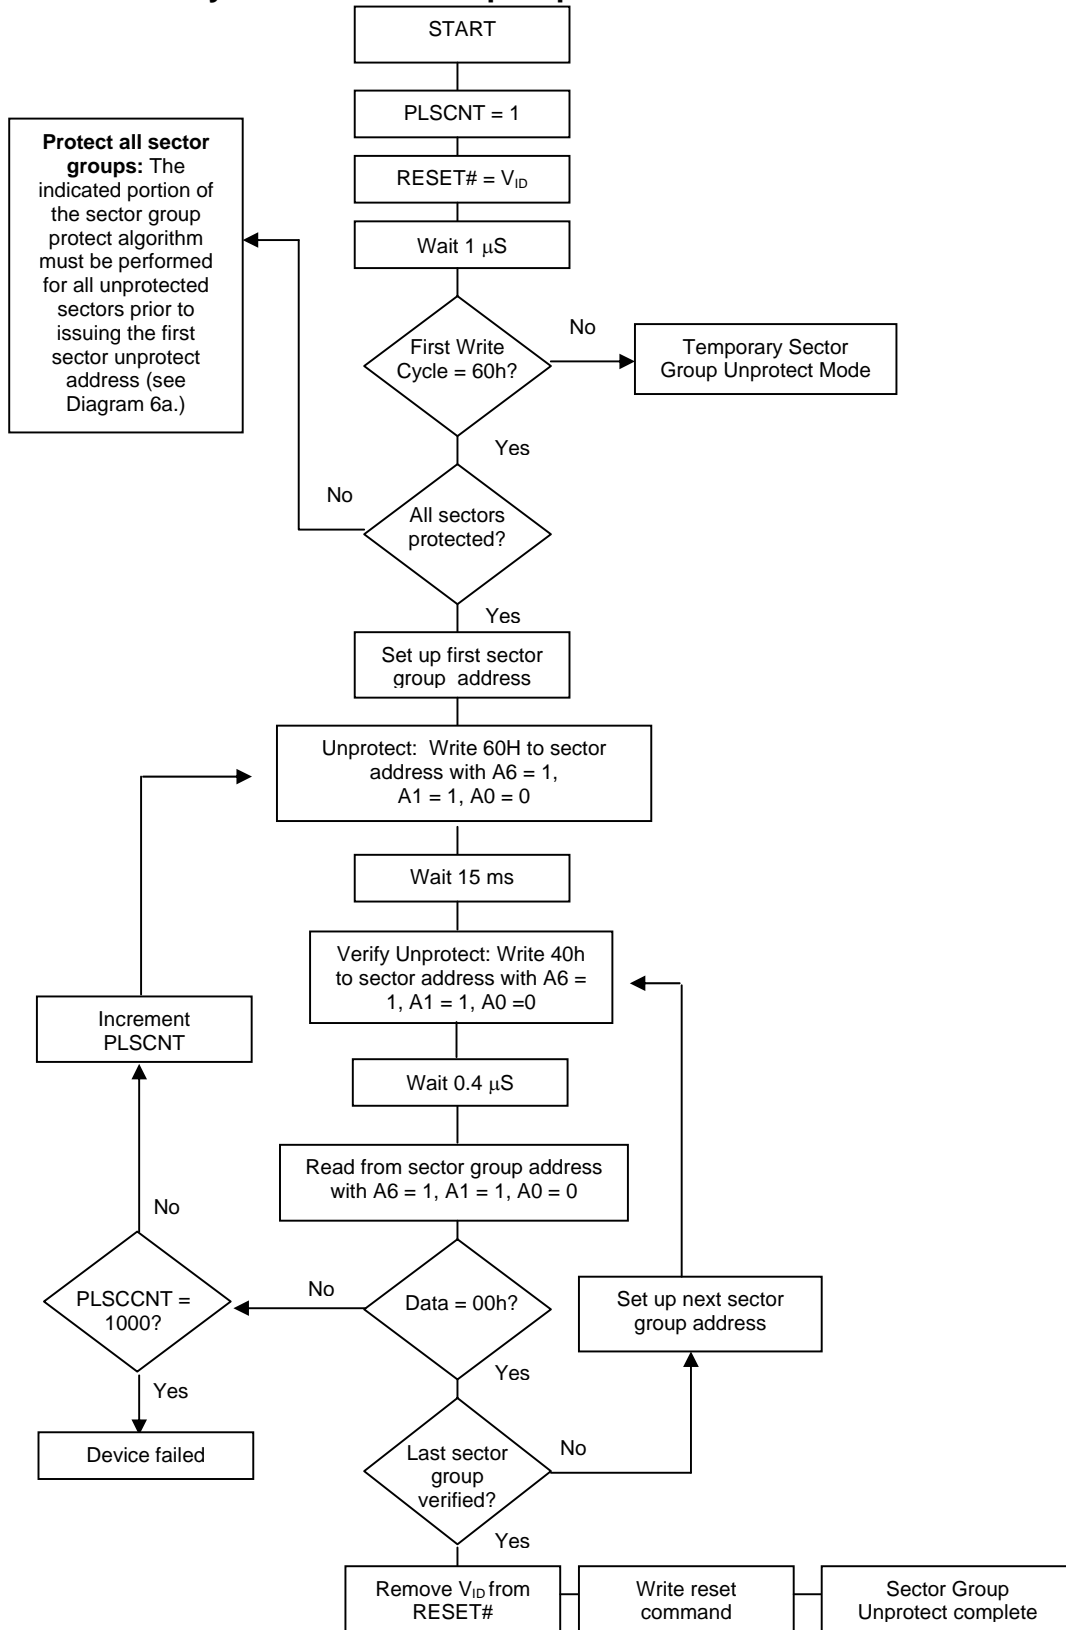 START
PLSCNT = 1
RESET# = VID
Wait 1 μS
Protect all sector
groups: The
indicated portion of
the sector group
protect algorithm
must be performed
for all unprotected
sectors prior to
issuing the first
sector unprotect
address (see
Diagram 6a.)
First Write
Cycle = 60h?
No
Temporary Sector
Group Unprotect Mode
Yes
No
All sectors
protected?
Yes
Set up first sector
group address
Unprotect: Write 60H to sector
address with A6 = 1,
A1 = 1, A0 = 0
Wait 15 ms
Verify Unprotect: Write 40h
to sector address with A6 =
1, A1 = 1, A0 =0
Increment
PLSCNT
Wait 0.4 μS
Read from sector group address
with A6 = 1, A1 = 1, A0 = 0
No
PLSCCNT =
1000?
No
Data = 00h?
Set up next sector
group address
Yes
Yes
Device failed
Last sector
group
verified?
No
Yes
Remove VID from
RESET#
Write reset
command
Sector Group
Unprotect complete